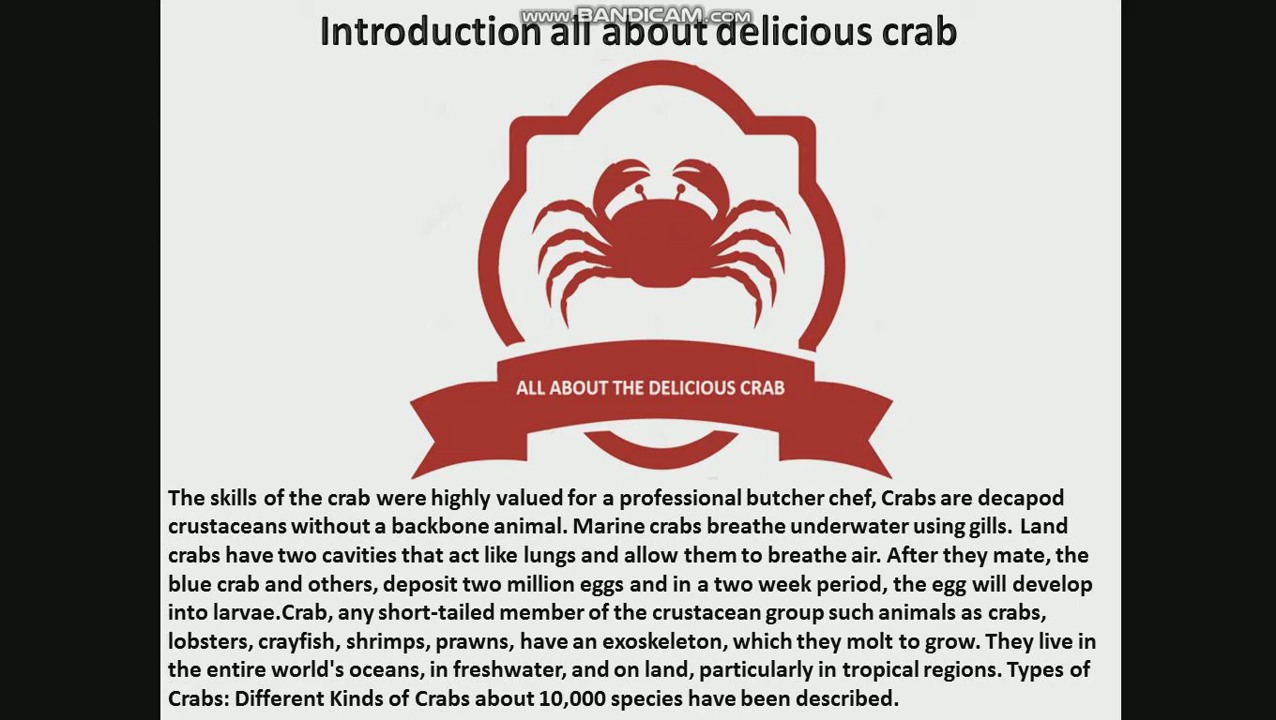 www.BANDICAM.com
Introduction all about delicious crab
ALL ABOUT THE DELICIOUS CRAB
The skills of the crab were highly valued for a professional butcher chef, Crabs are decapod
crustaceans without a backbone animal. Marine crabs breathe underwater using gills. Land
crabs have two cavities that act like lungs and allow them to breathe air. After they mate, the
blue crab and others, deposit two million eggs and in a two week period, the egg will develop
into larvae.Crab, any short-tailed member of the crustacean group such animals as crabs,
lobsters, crayfish, shrimps, prawns, have an exoskeleton, which they molt to grow. They live in
the entire world's oceans, in freshwater, and on land, particularly in tropical regions. Types of
Crabs: Different Kinds of Crabs about 10,000 species have been described.